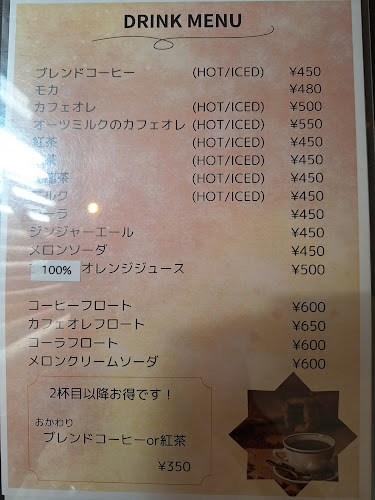 DRINK MENU
ブレンドコーヒー (HOT/ICED) ¥450
モカ ¥480
カフェオレ (HOT/ICED) ¥500
オーツミルクのカフェオレ (HOT/ICED) ¥550
紅茶 (HOT/ICED) ¥450
茶 (HOT/ICED) ¥450
茶 (HOT/ICED) ¥450
ルク (HOT/ICED) ¥450
ーラ ¥450
ジンジャーエール ¥450
メロンソーダ ¥450
100% オレンジジュース ¥500
コーヒーフロート ¥600
カフェオレフロート ¥650
コーラフロート ¥600
メロンクリームソーダ ¥600
2杯目以降お得です！
おかわり
ブレンドコーヒーor紅茶
¥350